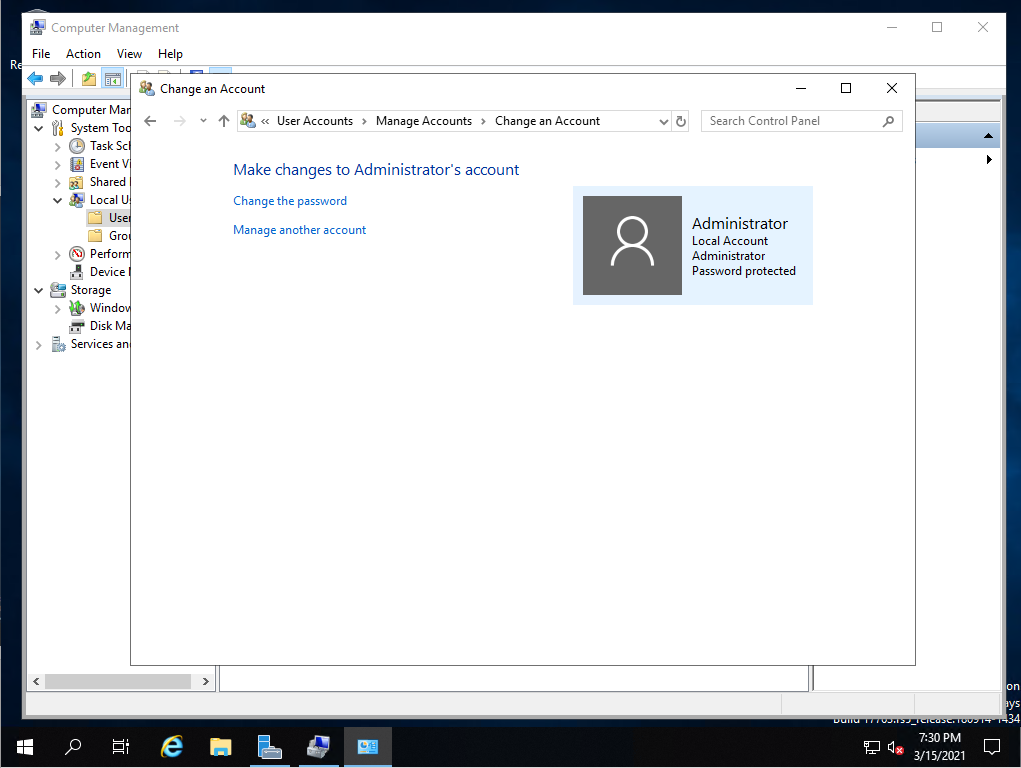 Computer Management
File Action View Help
Change an Account
« User Accounts › Manage Accounts › Change an Account
Search Control Panel
Computer Mar
System Too
Task Sch
Event V
Shared
Local Us
User
Grou
Perform
Device
Storage
Window
Disk Ma
Services an
Make changes to Administrator's account
Change the password
Manage another account
Administrator
Local Account
Administrator
Password protected
7:30 PM
3/15/2021